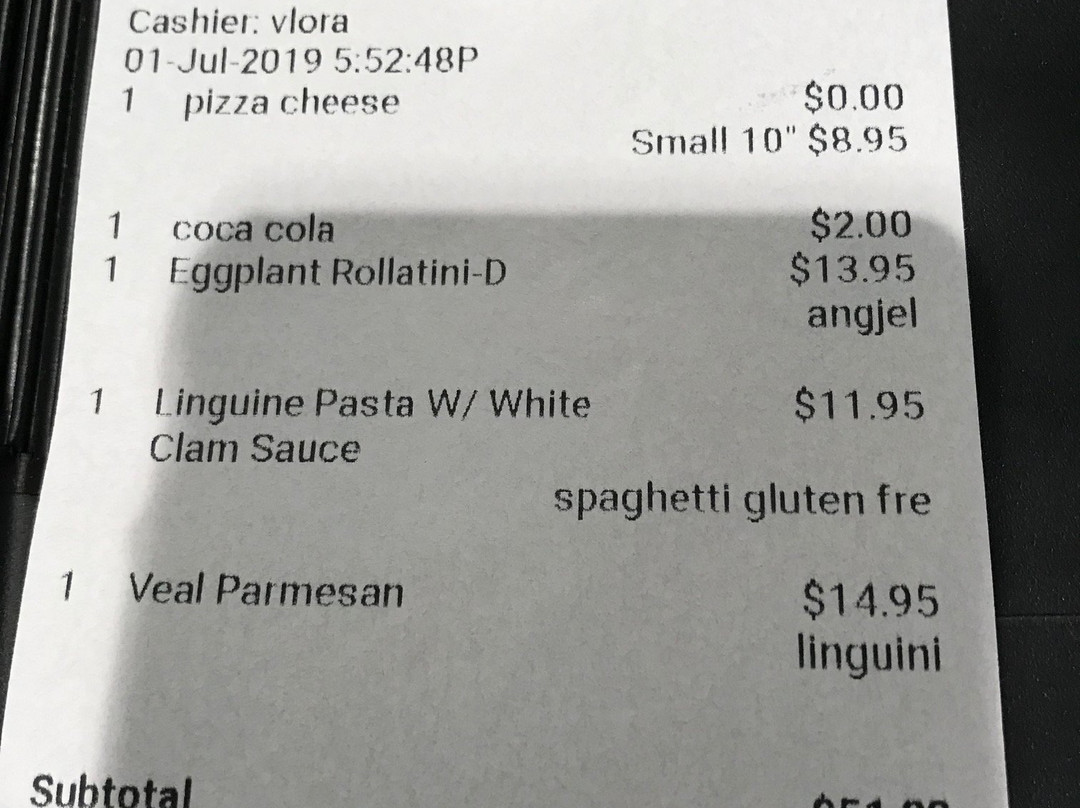 Cashier: vlora
01-Jul-2019 5:52:48P
1 pizza cheese $0.00
Small 10" $8.95
1 coca cola $2.00
1 Eggplant Rollatini-D $13.95
angjel
1 Linguine Pasta W/ White $11.95
Clam Sauce
spaghetti gluten fre
1 Veal Parmesan $14.95
linguini
Subtotal